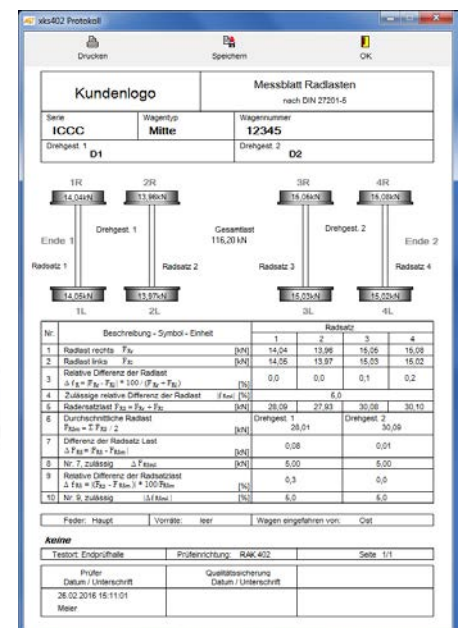 xks402 Protokoll
Drucken Speichern OK
Kundenlogo
Messblatt Radlasten
nach DIN 27201-5
Serie Wagentyp Wagennummer
ICCC Mitte 12345
Drehgest. 1 Drehgest. 2
D1 D2
1R 2R 3R 4R
14,04kN 13,96kN 15,05kN 15,08kN
Drehgest. 1 Gesamtlast Drehgest. 2
116,20 kN
Ende 1 Ende 2
Radsatz 1 Radsatz 2 Radsatz 3 Radsatz 4
14,05kN 13,97kN 15,03kN 15,02kN
1L 2L 3L 4L
Nr. Beschreibung - Symbol - Einheit Radsatz
1 2 3 4
1 Radlast rechts [kN] 14,04 13,96 15,05 15,08
2 Radlast links [kN] 14,05 13,97 15,03 15,02
3 Relative Differenz der Radlast [%] 0,0 0,0 0,1 0,2
4 Zulässige relative Differenz der Radlast [%] 6,0
5 Radersatzlast [kN] 28,09 27,93 30,08 30,10
6 Durchschnittliche Radlast [kN] Drehgest. 1 28,01 Drehgest. 2 30,09
7 Differenz der Radsatz Last [kN] 0,08 0,01
8 Nr. 7, zulässig [kN] 5,00 5,00
9 Relative Differenz der Radsatzlast [%] 0,3 0,0
10 Nr. 9, zulässig [%] 6,0 6,0
Feder: Haupt Vorräte: leer Wagen eingefahren von: Ost
keine
Testort: Endprüfhalle Prüfeinrichtung: RAK 402 Seite 1/1
Prüfer Qualitätssicherung
Datum / Unterschrift Datum / Unterschrift
26.02.2016 15:11:01
Meier